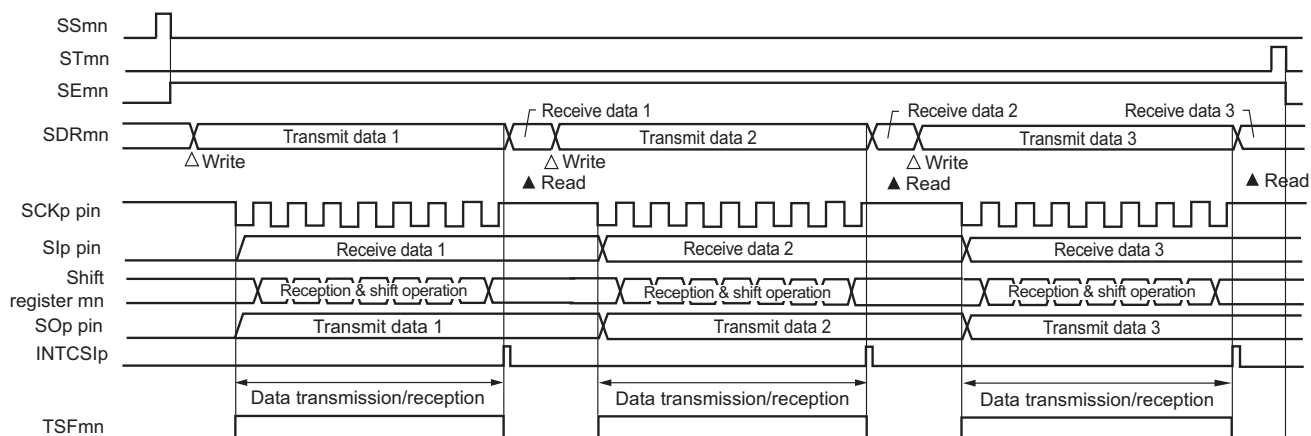 SSmn
STmn
SEmn
Receive data 1
Receive data 2
Receive data 3
SDRmn
Transmit data 1
Transmit data 2
Transmit data 3
△ Write
△ Write
△ Write
▲ Read
▲ Read
▲ Read
SCKp pin
SIp pin
Receive data 1
Receive data 2
Receive data 3
Shift
register mn
Reception & shift operation
Reception & shift operation
Reception & shift operation
SOp pin
Transmit data 1
Transmit data 2
Transmit data 3
INTCSIp
Data transmission/reception
Data transmission/reception
Data transmission/reception
TSFmn